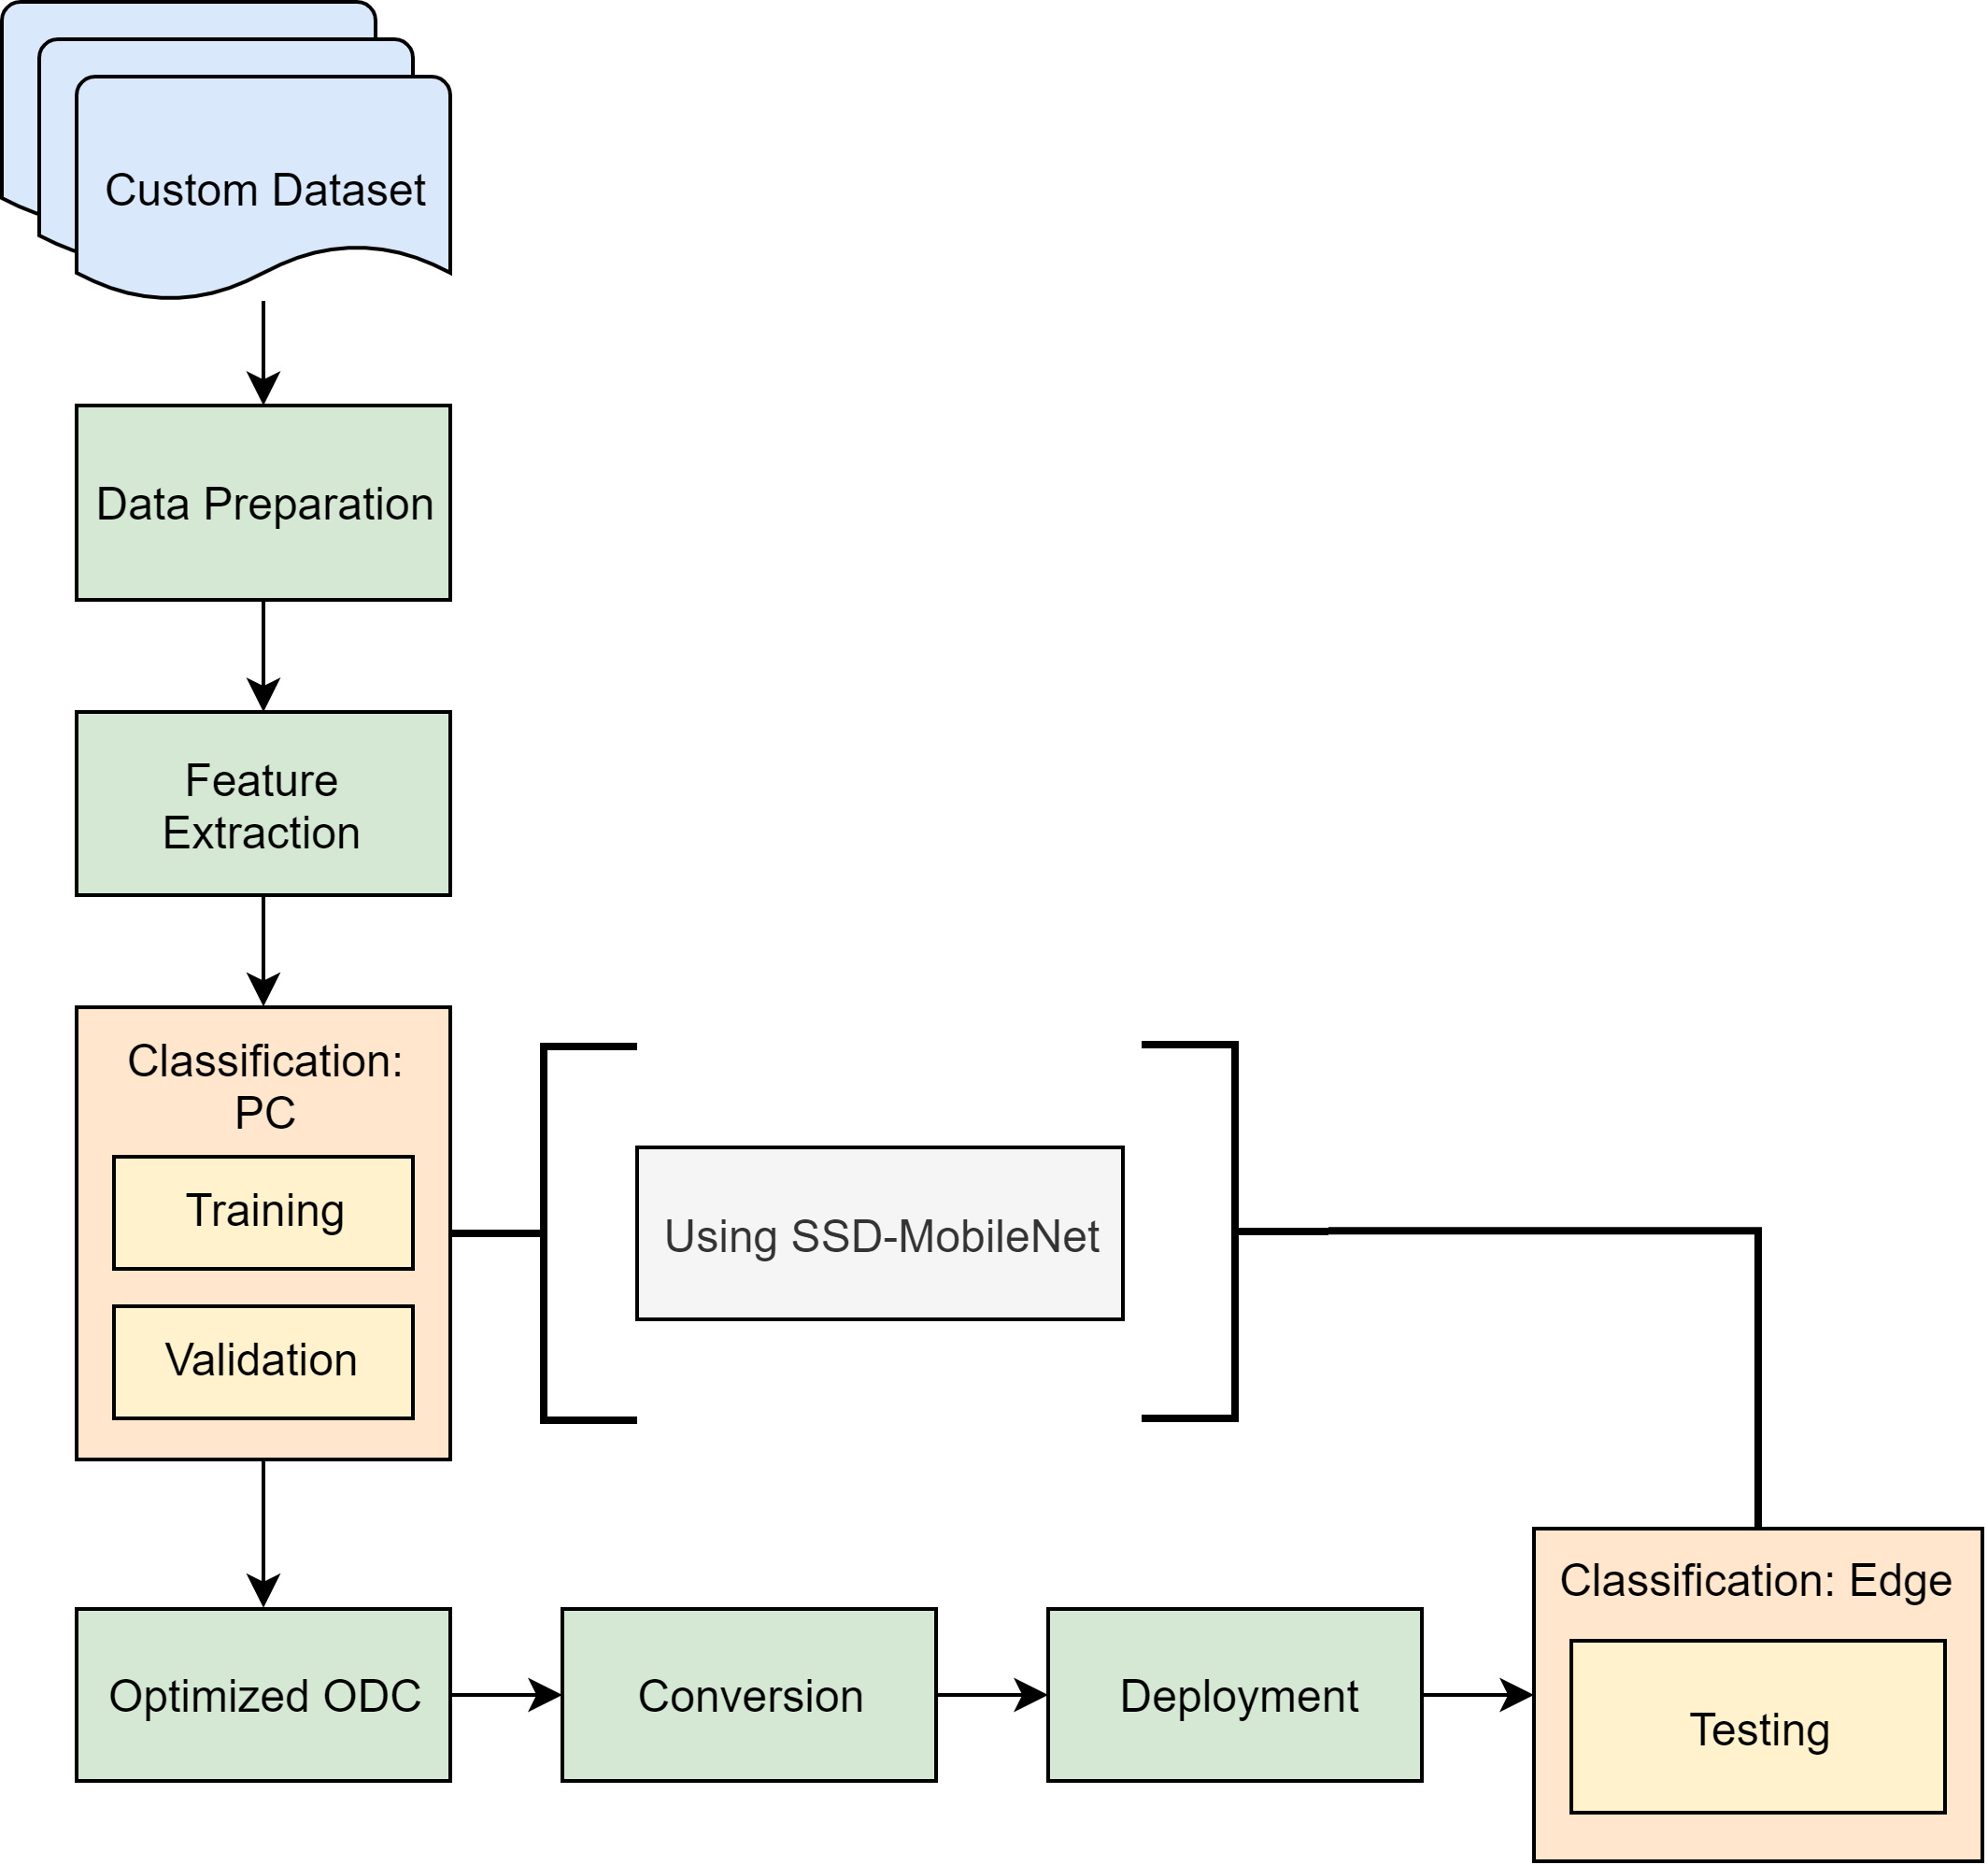 Custom Dataset
Data Preparation
Feature
Extraction
Classification:
PC
Training
Validation
Using SSD-MobileNet
Optimized ODC
Conversion
Deployment
Classification: Edge
Testing